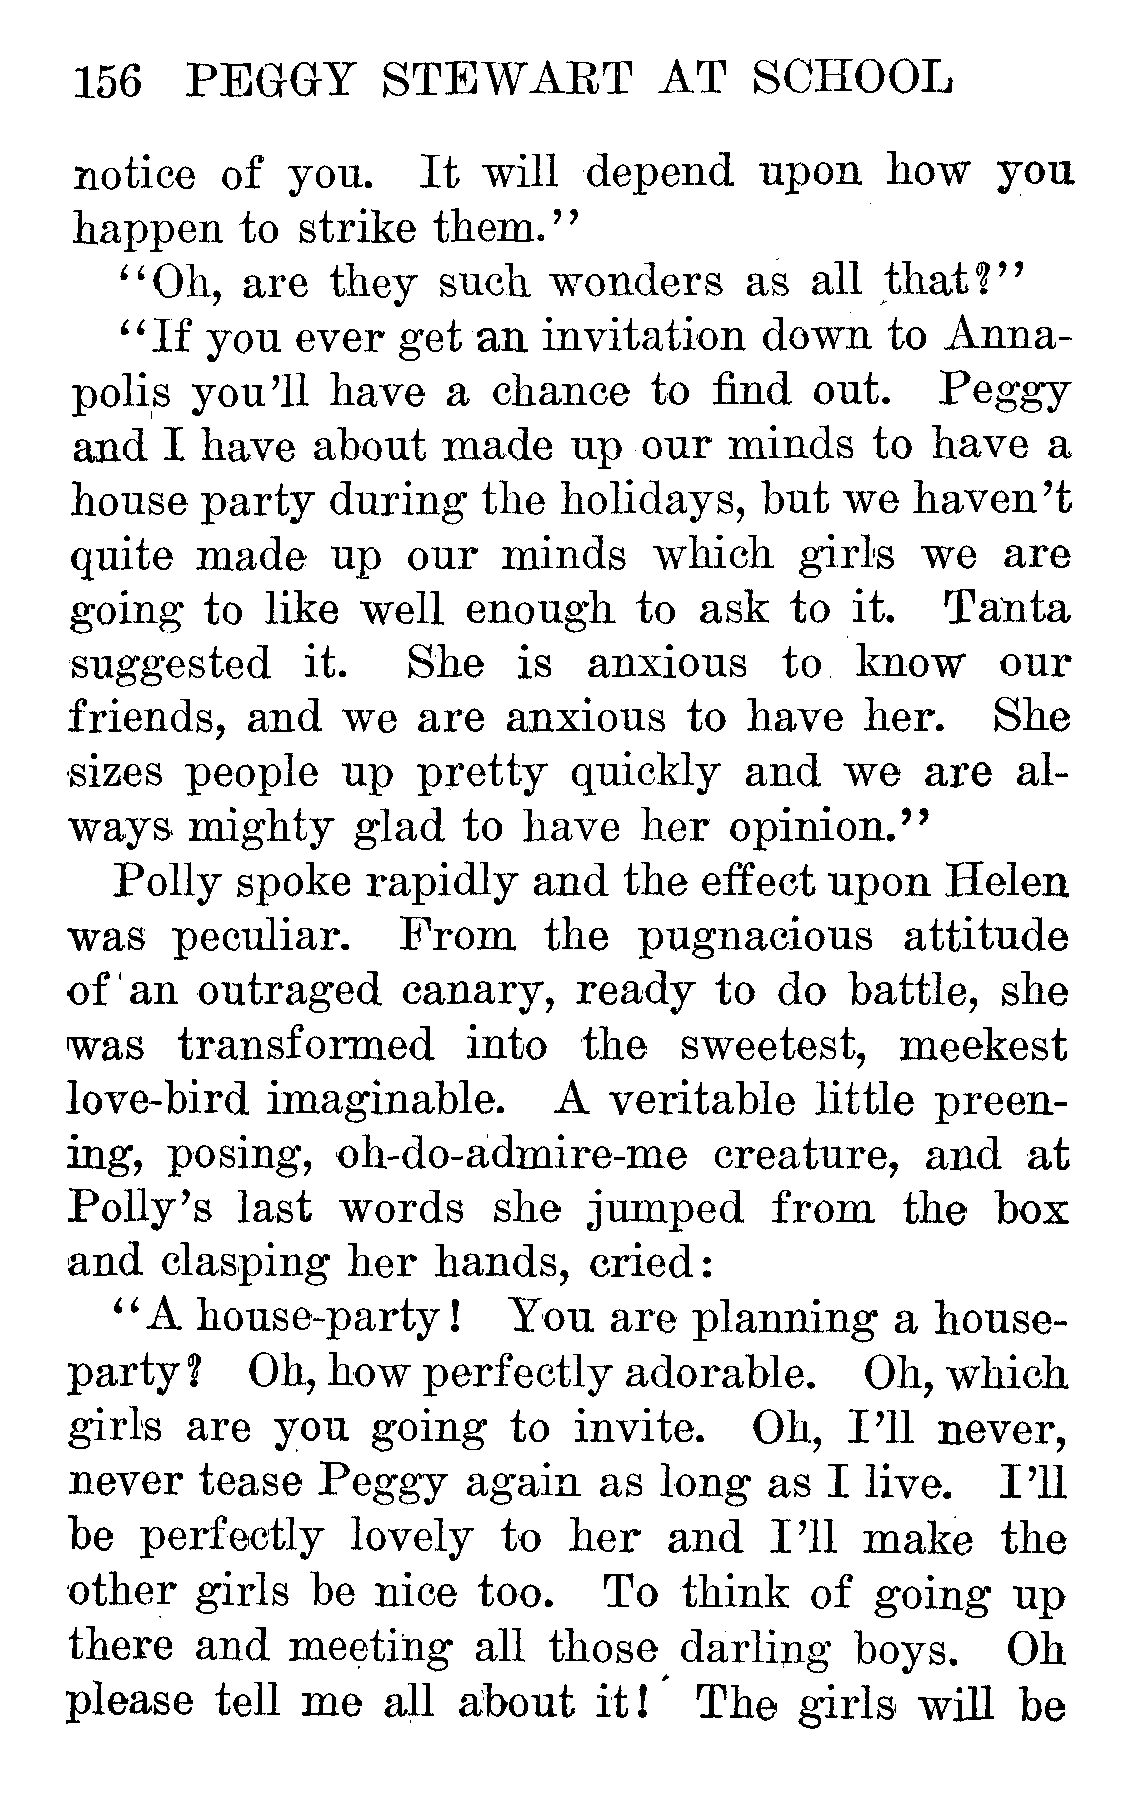 156 PEGGY STEWART AT SCHOOL
notice of you. It will depend upon how you
happen to strike them.''
‘‘Oh, are they such wonders as all that?’’
‘‘If you ever get an invitation down to Anna-
polis you’ll have a chance to find out. Peggy
and I have about made up our minds to have a
house party during the holidays, but we haven’t
quite made up our minds which girls we are
going to like well enough to ask to it. Tanta
suggested it. She is anxious to know our
friends, and we are anxious to have her. She
sizes people up pretty quickly and we are al-
ways mighty glad to have her opinion.’’
Polly spoke rapidly and the effect upon Helen
was peculiar. From the pugnacious attitude
of an outraged canary, ready to do battle, she
was transformed into the sweetest, meekest
love-bird imaginable. A veritable little preen-
ing, posing, oh-do-admire-me creature, and at
Polly’s last words she jumped from the box
and clasping her hands, cried:
‘‘A house-party! You are planning a house-
party? Oh, how perfectly adorable. Oh, which
girls are you going to invite. Oh, I’ll never,
never tease Peggy again as long as I live. I’ll
be perfectly lovely to her and I’ll make the
other girls be nice too. To think of going up
there and meeting all those darling boys. Oh
please tell me all about it! The girls will be